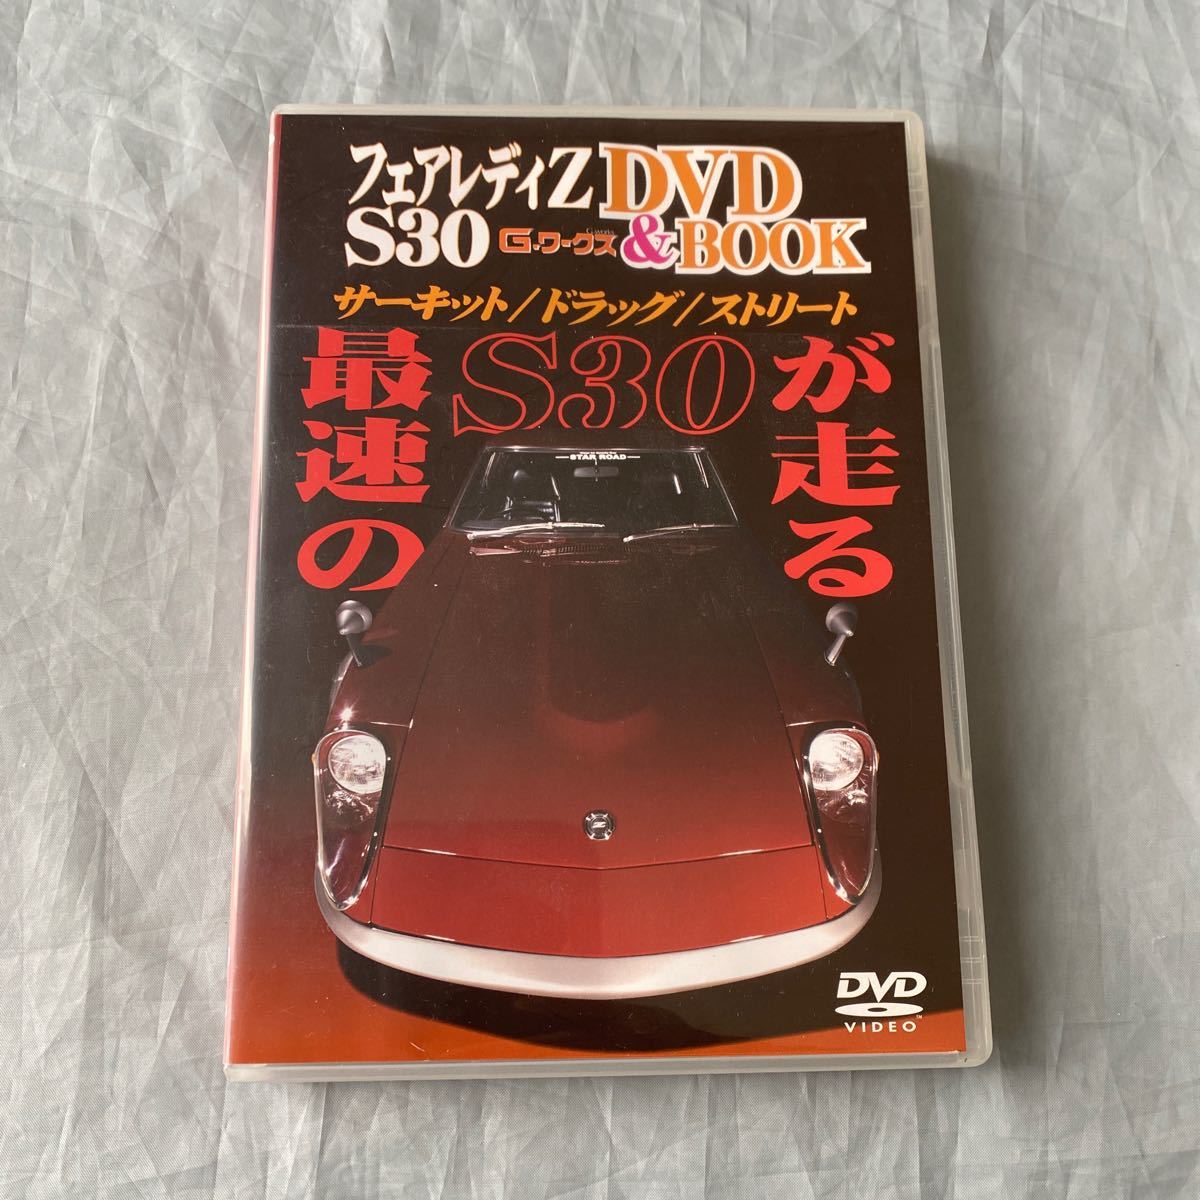 フェアレディZ DVD
S30 G-works G・ワークス &BOOK
サーキット/ドラッグ/ストリート
最速の
S30
が走る
STAR ROAD
DVD
VIDEO
TM